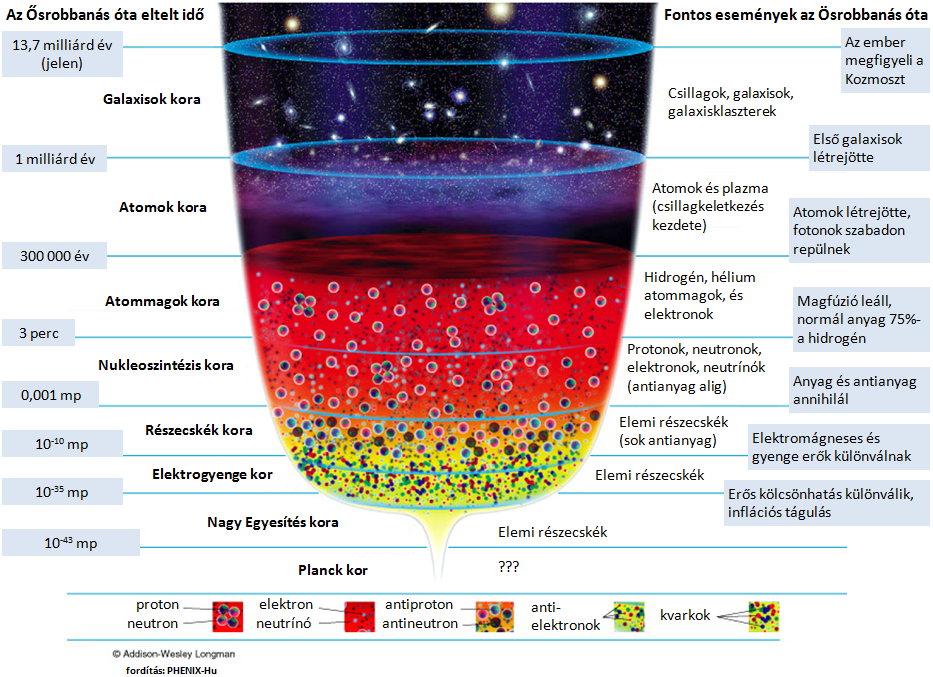 Az Ősrobbanás óta eltelt idő
Fontos események az Ösrobbanás óta
13,7 milliárd év
(jelen)
Az ember
megfigyeli a
Kozmoszt
Galaxisok kora
Csillagok, galaxisok,
galaxisklaszterek
1 milliárd év
Első galaxisok
létrejötte
Atomok kora
Atomok és plazma
(csillagkeletkezés
kezdete)
Atomok létrejötte,
fotonok szabadon
repülnek
300 000 év
Atommagok kora
Hidrogén, hélium
atommagok, és
elektronok
Magfúzió leáll,
normál anyag 75%-
a hidrogén
3 perc
Nukleoszintézis kora
Protonok, neutronok,
elektronok, neutrínók
(antianyag alig)
Anyag és antianyag
annihilál
0,001 mp
Részecskék kora
Elemi részecskék
(sok antianyag)
Elektromágneses és
gyenge erők különválnak
10⁻¹⁰ mp
Elektrogyenge kor
Elemi részecskék
10⁻³⁵ mp
Erős kölcsönhatás különválik,
inflációs tágulás
Nagy Egyesítés kora
Elemi részecskék
10⁻⁴³ mp
Planck kor
???
proton
neutron
elektron
neutrínó
antiproton
antineutron
anti-
elektronok
kvarkok
© Addison-Wesley Longman
fordítás: PHENIX-Hu